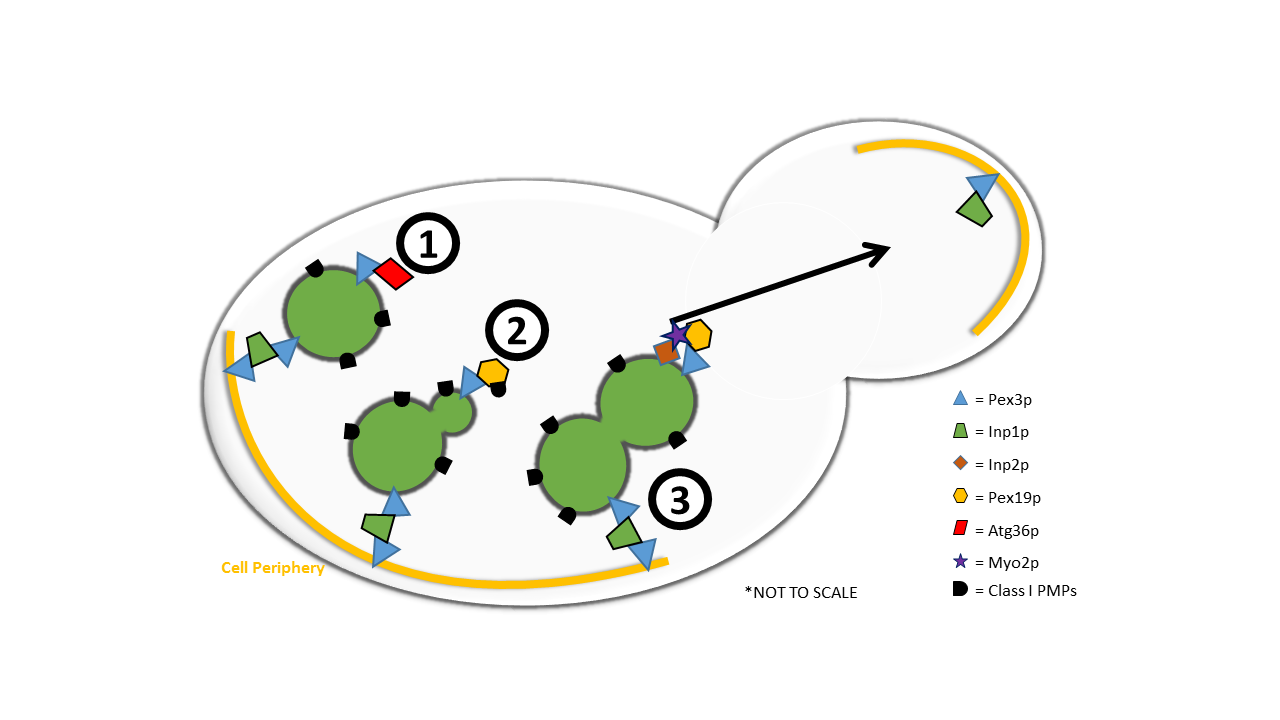 1
2
3
Cell Periphery
*NOT TO SCALE
= Pex3p
= Inp1p
= Inp2p
= Pex19p
= Atg36p
= Myo2p
= Class I PMPs